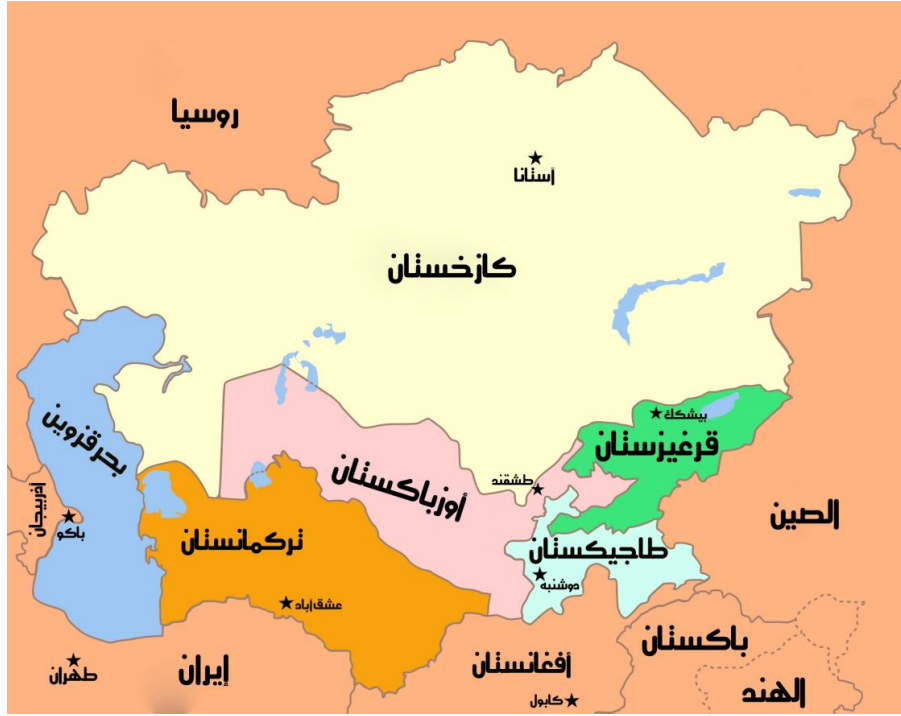 روسيا
أستانا
كازخستان
بحر قزوين
بيشكك
قرغيزستان
طشقند
أوزباكستان
أذربيجان
باكو
الصين
تركمانستان
طاجيكستان
دوشنبه
عشق أباد
باكستان
أفغانستان
إيران
طهران
الهند
كابول